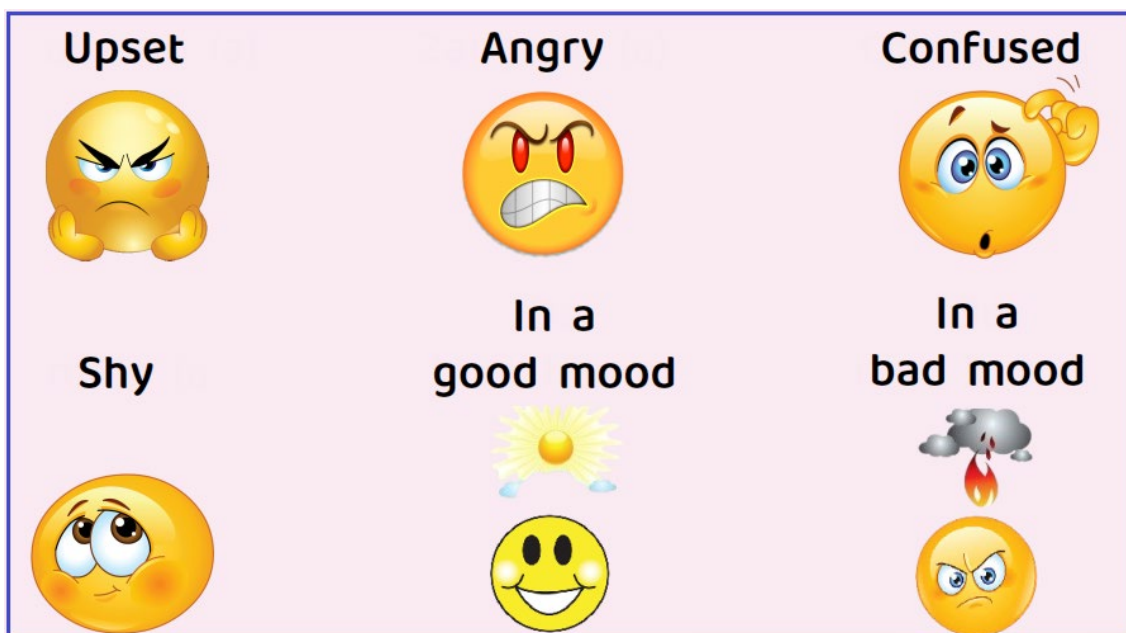 Upset
Angry
Confused
Shy
In a
good mood
In a
bad mood